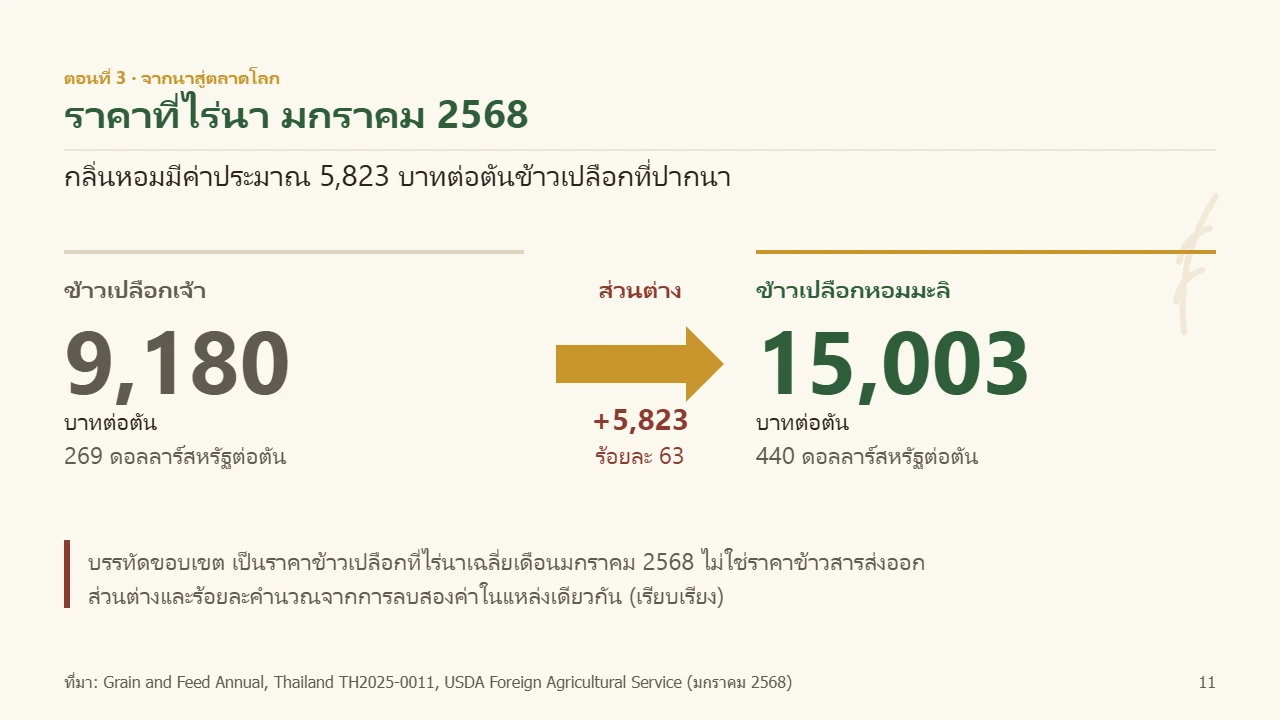 ตอนที่ 3 · จากนาสู่ตลาดโลก
ราคาที่ไร่นา มกราคม 2568
กลิ่นหอมมีค่าประมาณ 5,823 บาทต่อตันข้าวเปลือกที่ปากนา
ข้าวเปลือกเจ้า
9,180
บาทต่อตัน
269 ดอลลาร์สหรัฐต่อตัน
ส่วนต่าง
+5,823
ร้อยละ 63
ข้าวเปลือกหอมมะลิ
15,003
บาทต่อตัน
440 ดอลลาร์สหรัฐต่อตัน
บรรทัดขอบเขต เป็นราคาข้าวเปลือกที่ไร่นาเฉลี่ยเดือนมกราคม 2568 ไม่ใช่ราคาข้าวสารส่งออก
ส่วนต่างและร้อยละคำนวณจากการลบสองค่าในแหล่งเดียวกัน (เรียบเรียง)
ที่มา: Grain and Feed Annual, Thailand TH2025-0011, USDA Foreign Agricultural Service (มกราคม 2568)
11